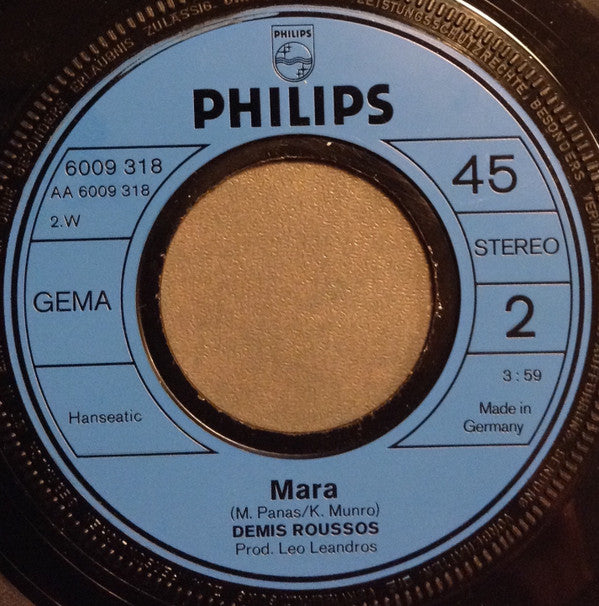 PHILIPS
PHILIPS
6009 318
AA 6009 318
2.W
GEMA
Hanseatic
45
STEREO
2
3:59
Made in
Germany
Mara
(M. Panas/K. Munro)
DEMIS ROUSSOS
Prod. Leo Leandros